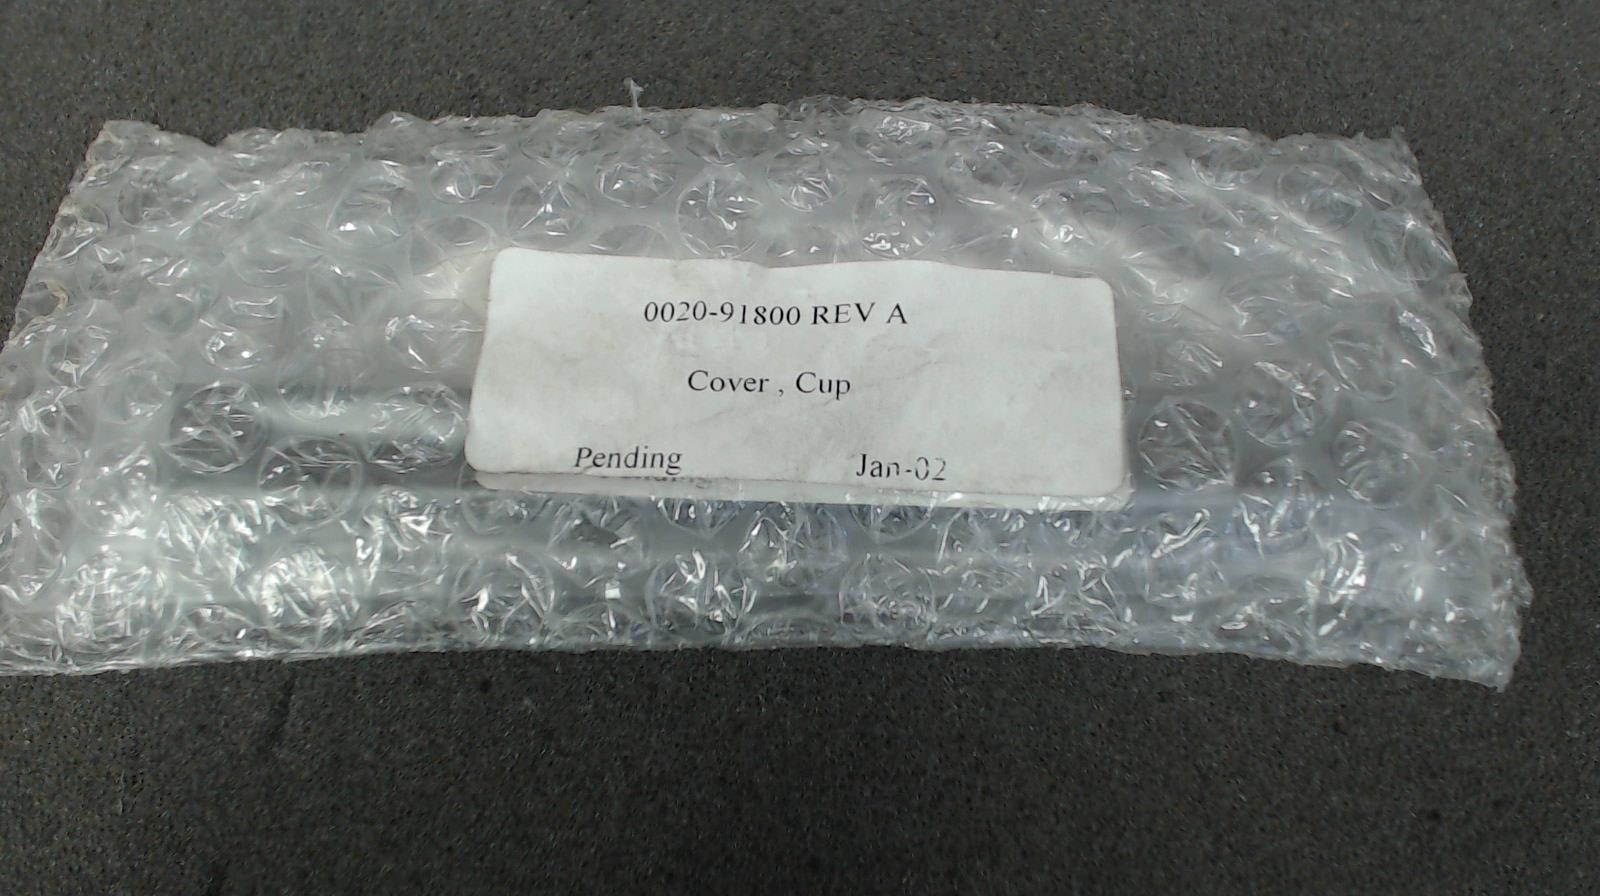 0020-91800 REV A
Cover , Cup
Pending Jan-02